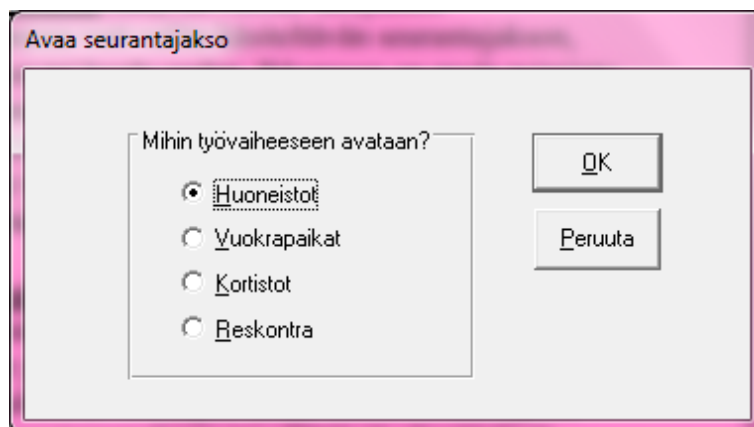 Avaa seurantajakso
Mihin työvaiheeseen avataan?
Huoneistot
Vuokrapaikat
Kortistot
Reskontra
OK
Peruuta